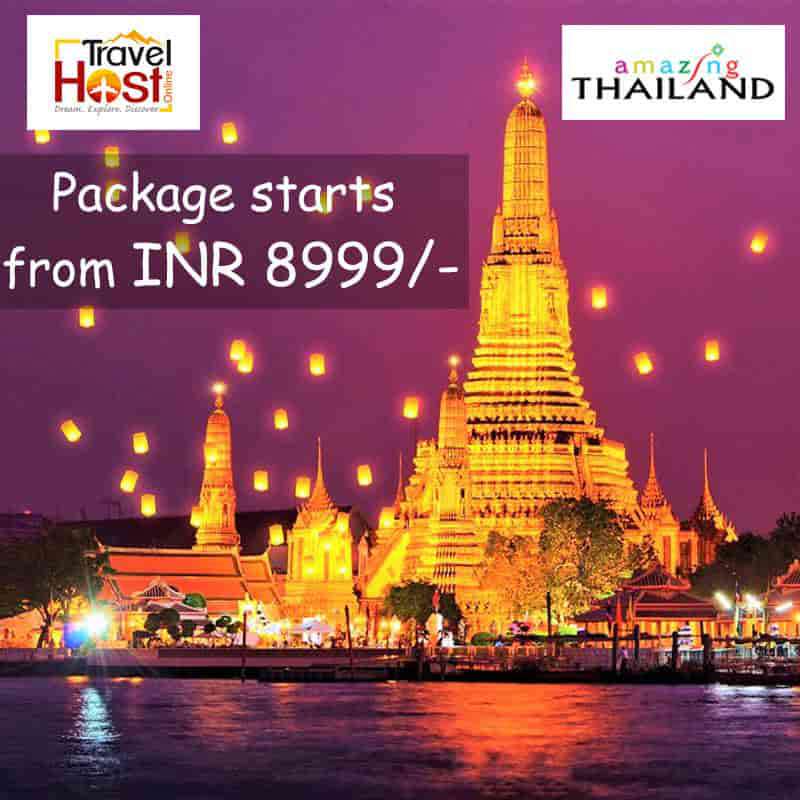 Travel
Host
Online
Dream. Explore. Discover
amazing
THAILAND
Package starts
from INR 8999/-